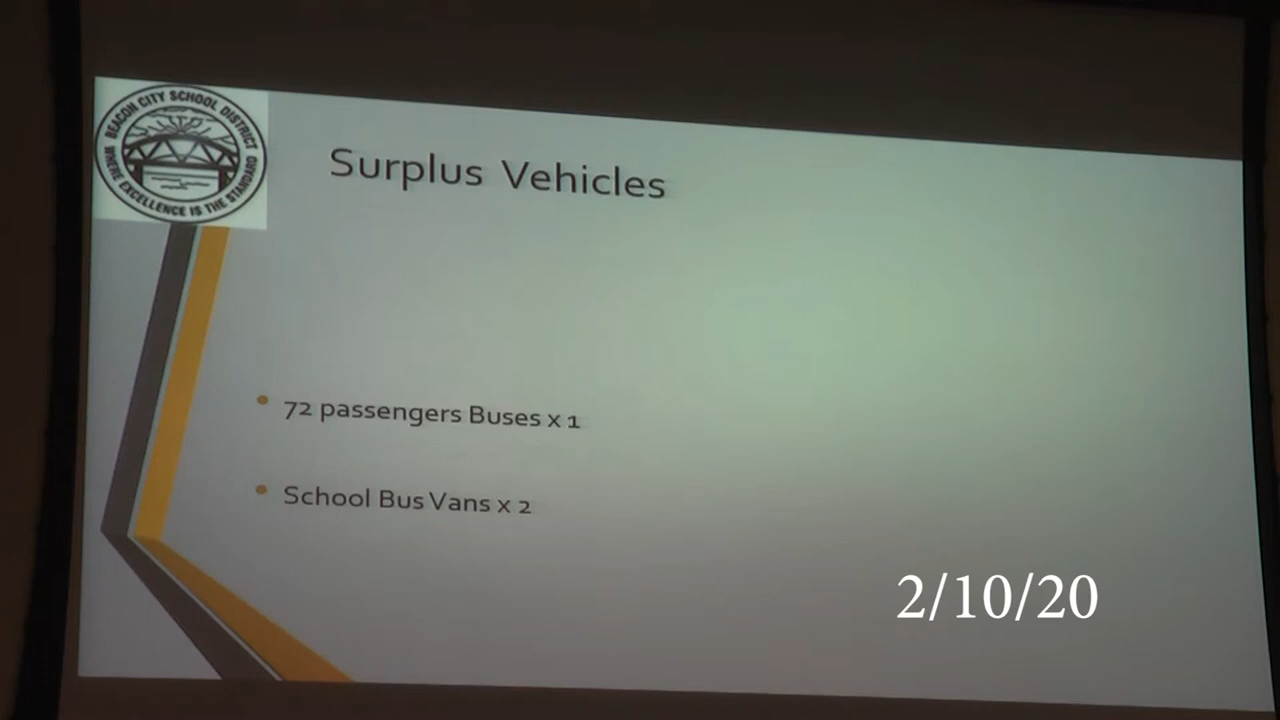 BEACON CITY SCHOOL DISTRICT
WHERE EXCELLENCE IS THE STANDARD
Surplus Vehicles
72 passengers Buses x 1
School Bus Vans x 2
2/10/20